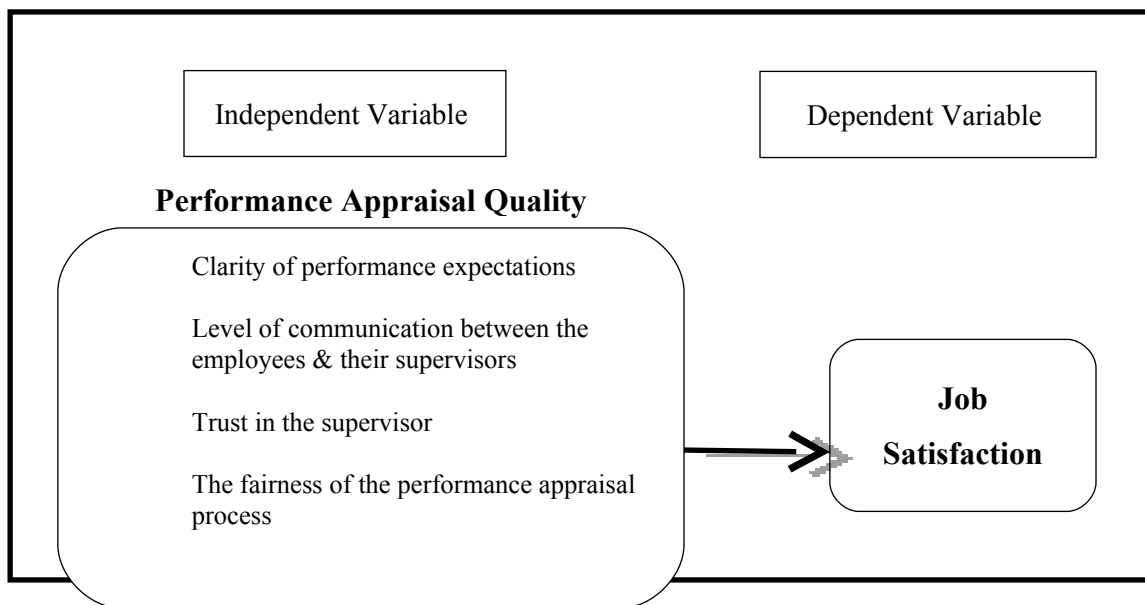 Independent Variable
Dependent Variable
Performance Appraisal Quality
Clarity of performance expectations
Level of communication between the
employees & their supervisors
Trust in the supervisor
The fairness of the performance appraisal
process
Job
Satisfaction